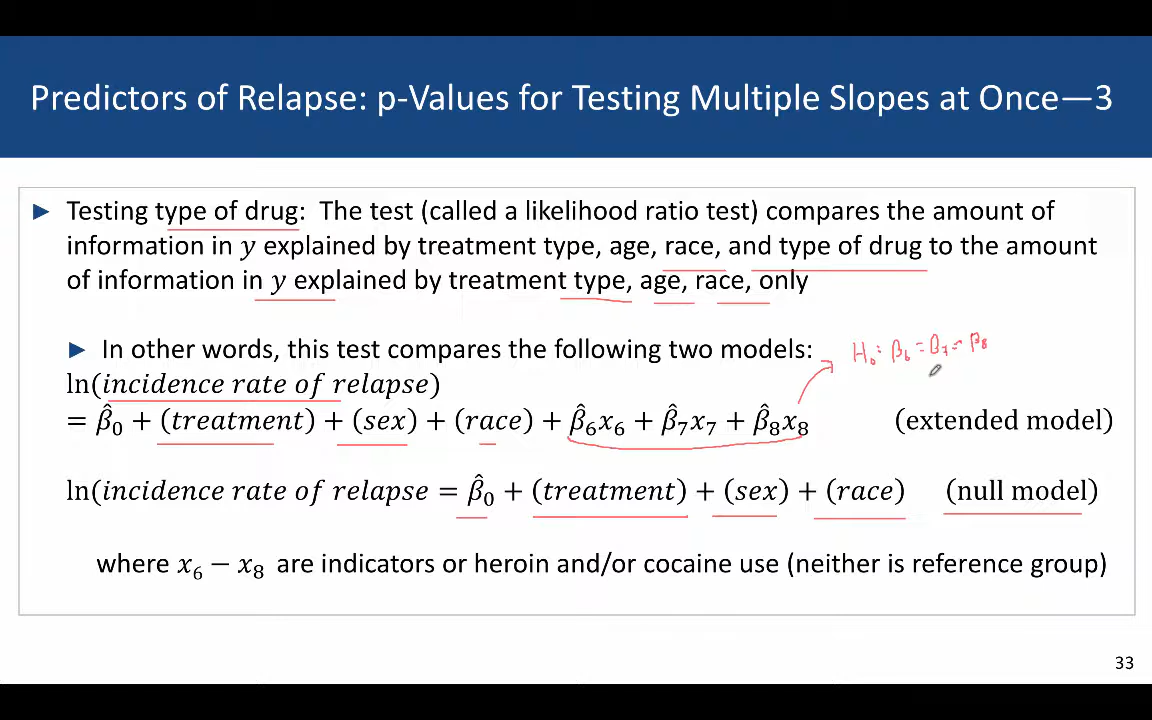 Predictors of Relapse: p-Values for Testing Multiple Slopes at Once—3
► Testing type of drug: The test (called a likelihood ratio test) compares the amount of
information in 𝑦 explained by treatment type, age, race, and type of drug to the amount
of information in 𝑦 explained by treatment type, age, race, only
► In other words, this test compares the following two models:
H₀: β₆ = β₇ = β₈
ln(incidence rate of relapse)
= β̂₀ + (treatment) + (sex) + (race) + β̂₆x₆ + β̂₇x₇ + β̂₈x₈ (extended model)
ln(incidence rate of relapse = β̂₀ + (treatment) + (sex) + (race) (null model)
where x₆ − x₈ are indicators or heroin and/or cocaine use (neither is reference group)
33